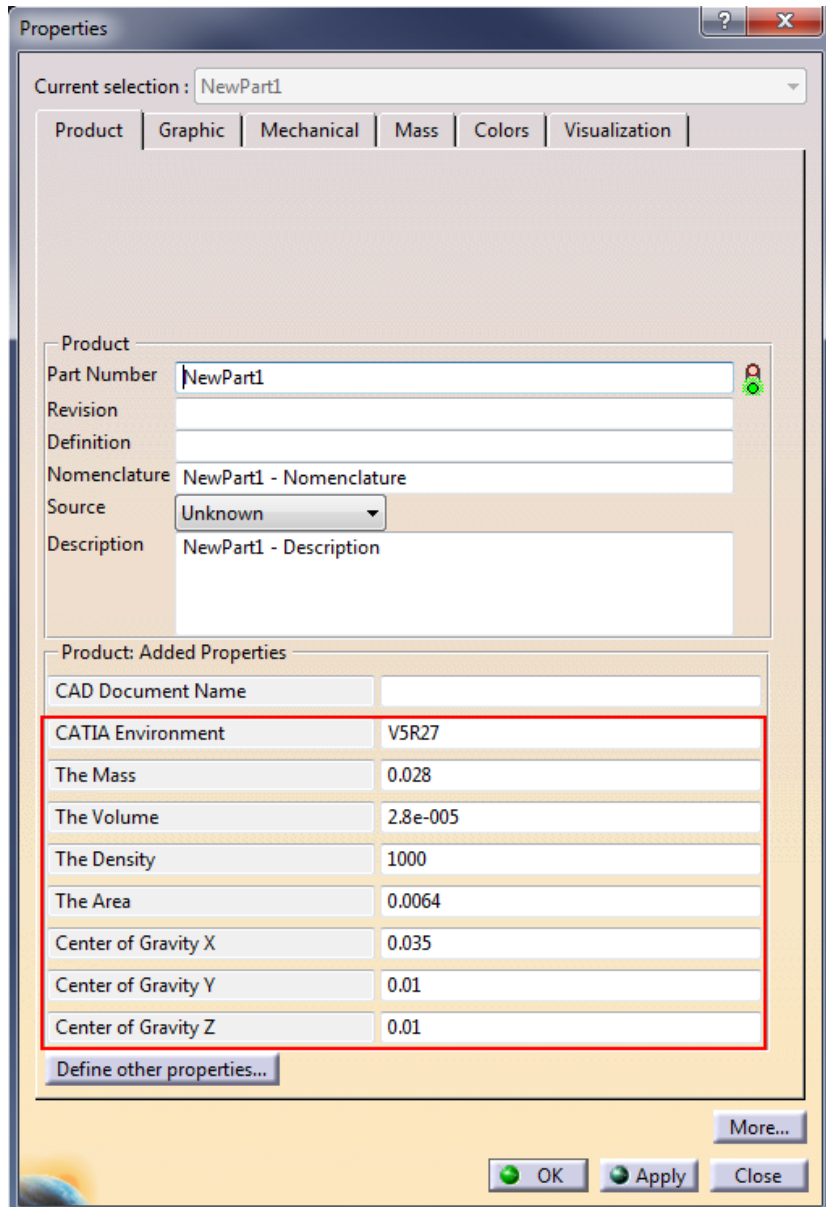 Properties
?
X
Current selection : NewPart1
Product Graphic Mechanical Mass Colors Visualization
Product
Part Number NewPart1
Revision
Definition
Nomenclature NewPart1 - Nomenclature
Source Unknown
Description NewPart1 - Description
Product: Added Properties
CAD Document Name
CATIA Environment V5R27
The Mass 0.028
The Volume 2.8e-005
The Density 1000
The Area 0.0064
Center of Gravity X 0.035
Center of Gravity Y 0.01
Center of Gravity Z 0.01
Define other properties...
More...
OK Apply Close